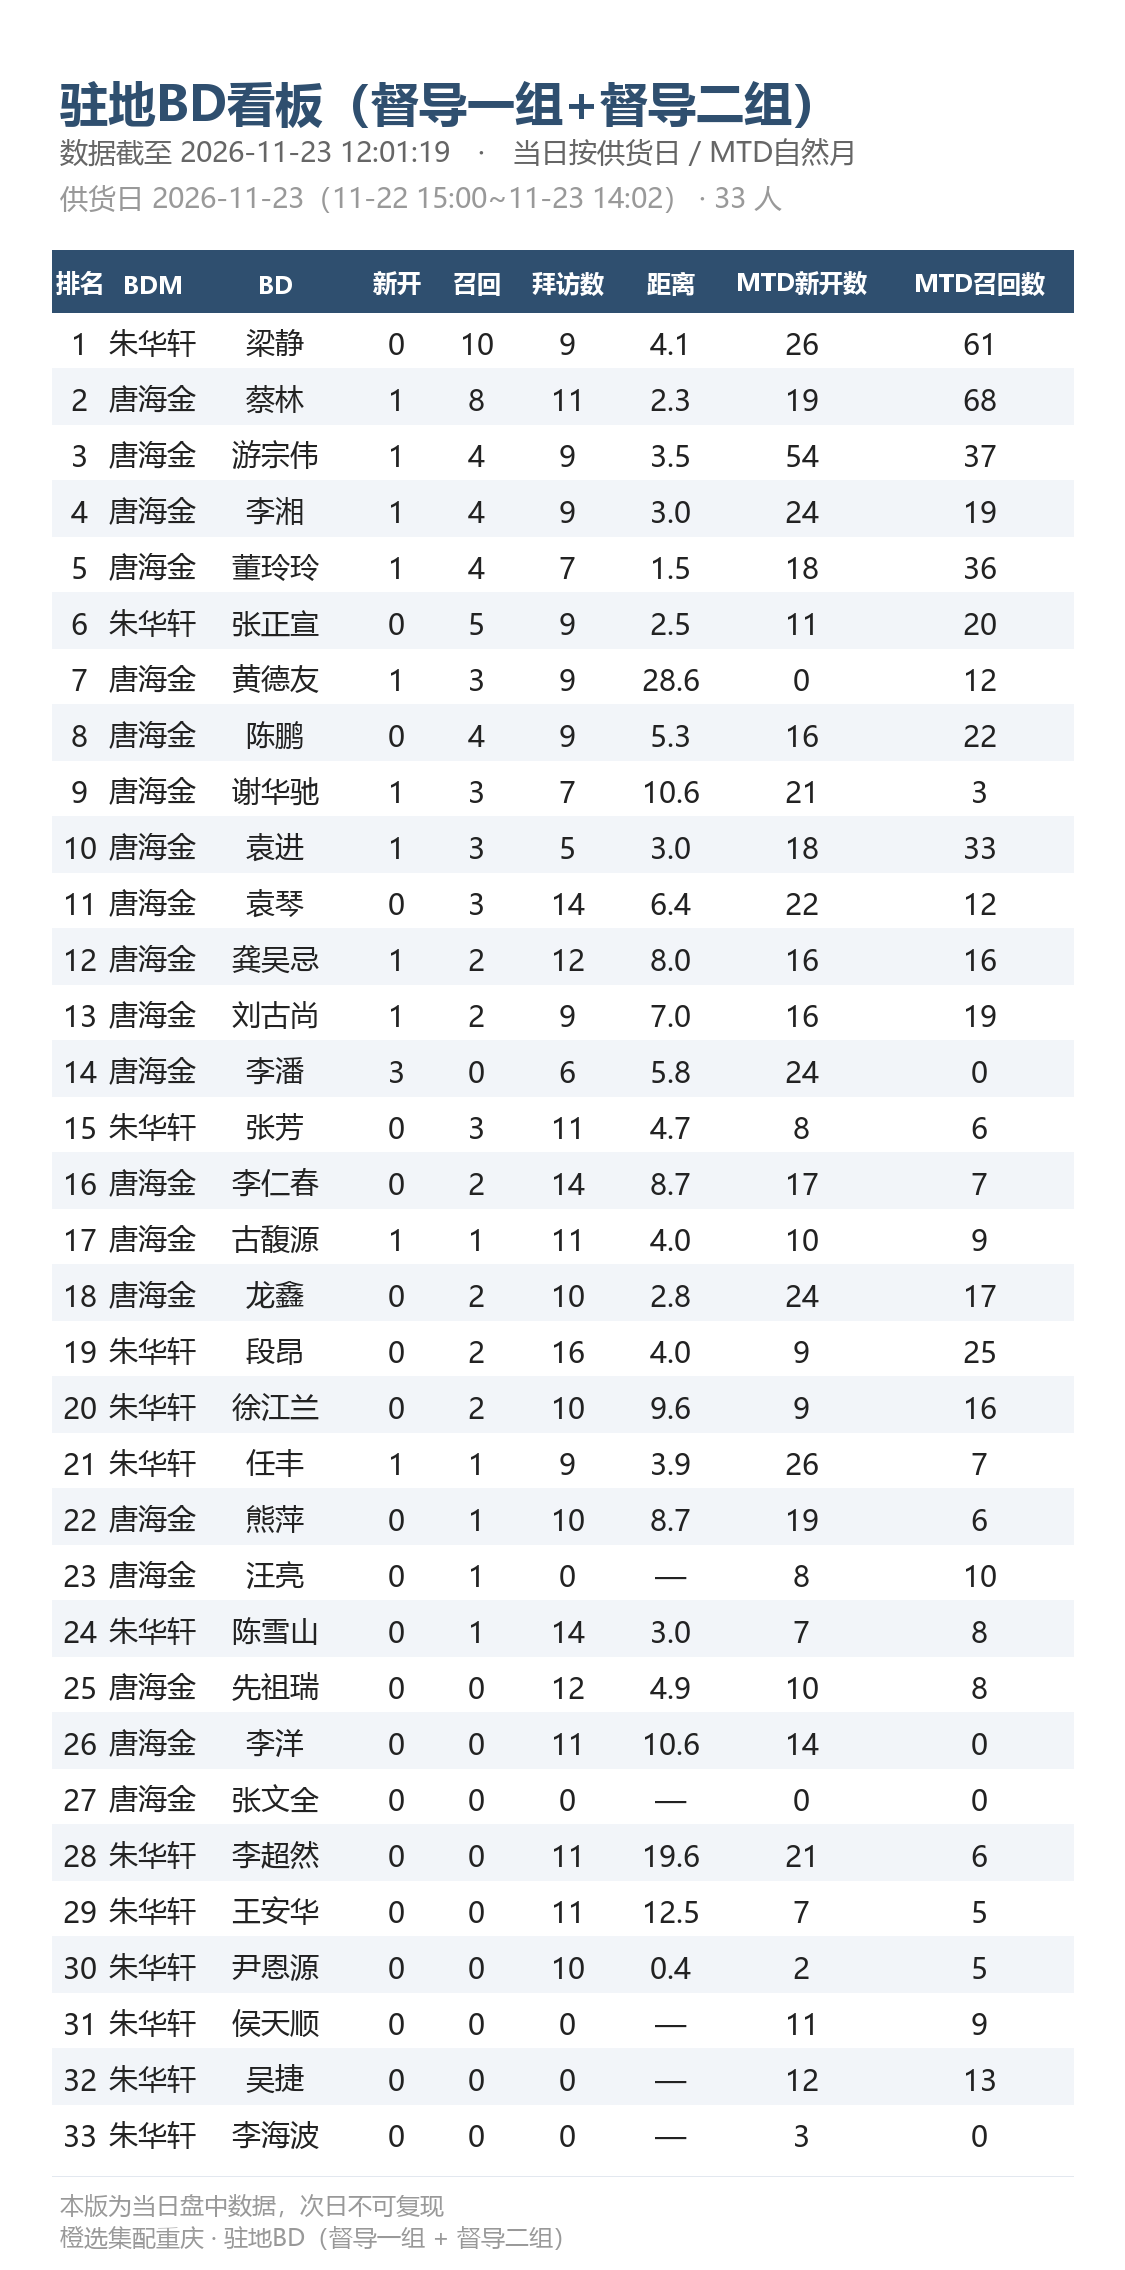 驻地BD看板（督导一组+督导二组）
数据截至 2026-11-23 12:01:19 · 当日按供货日 / MTD自然月
供货日 2026-11-23（11-22 15:00~11-23 14:02） · 33 人
排名 BDM BD 新开 召回 拜访数 距离 MTD新开数 MTD召回数
1 朱华轩 梁静 0 10 9 4.1 26 61
2 唐海金 蔡林 1 8 11 2.3 19 68
3 唐海金 游宗伟 1 4 9 3.5 54 37
4 唐海金 李湘 1 4 9 3.0 24 19
5 唐海金 董玲玲 1 4 7 1.5 18 36
6 朱华轩 张正宣 0 5 9 2.5 11 20
7 唐海金 黄德友 1 3 9 28.6 0 12
8 唐海金 陈鹏 0 4 9 5.3 16 22
9 唐海金 谢华驰 1 3 7 10.6 21 3
10 唐海金 袁进 1 3 5 3.0 18 33
11 唐海金 袁琴 0 3 14 6.4 22 12
12 唐海金 龚吴忌 1 2 12 8.0 16 16
13 唐海金 刘古尚 1 2 9 7.0 16 19
14 唐海金 李潘 3 0 6 5.8 24 0
15 朱华轩 张芳 0 3 11 4.7 8 6
16 唐海金 李仁春 0 2 14 8.7 17 7
17 唐海金 古馥源 1 1 11 4.0 10 9
18 唐海金 龙鑫 0 2 10 2.8 24 17
19 朱华轩 段昂 0 2 16 4.0 9 25
20 朱华轩 徐江兰 0 2 10 9.6 9 16
21 朱华轩 任丰 1 1 9 3.9 26 7
22 唐海金 熊萍 0 1 10 8.7 19 6
23 唐海金 汪亮 0 1 0 — 8 10
24 朱华轩 陈雪山 0 1 14 3.0 7 8
25 唐海金 先祖瑞 0 0 12 4.9 10 8
26 唐海金 李洋 0 0 11 10.6 14 0
27 唐海金 张文全 0 0 0 — 0 0
28 朱华轩 李超然 0 0 11 19.6 21 6
29 朱华轩 王安华 0 0 11 12.5 7 5
30 朱华轩 尹恩源 0 0 10 0.4 2 5
31 朱华轩 侯天顺 0 0 0 — 11 9
32 朱华轩 吴捷 0 0 0 — 12 13
33 朱华轩 李海波 0 0 0 — 3 0
本版为当日盘中数据，次日不可复现
橙选集配重庆 · 驻地BD（督导一组 + 督导二组）